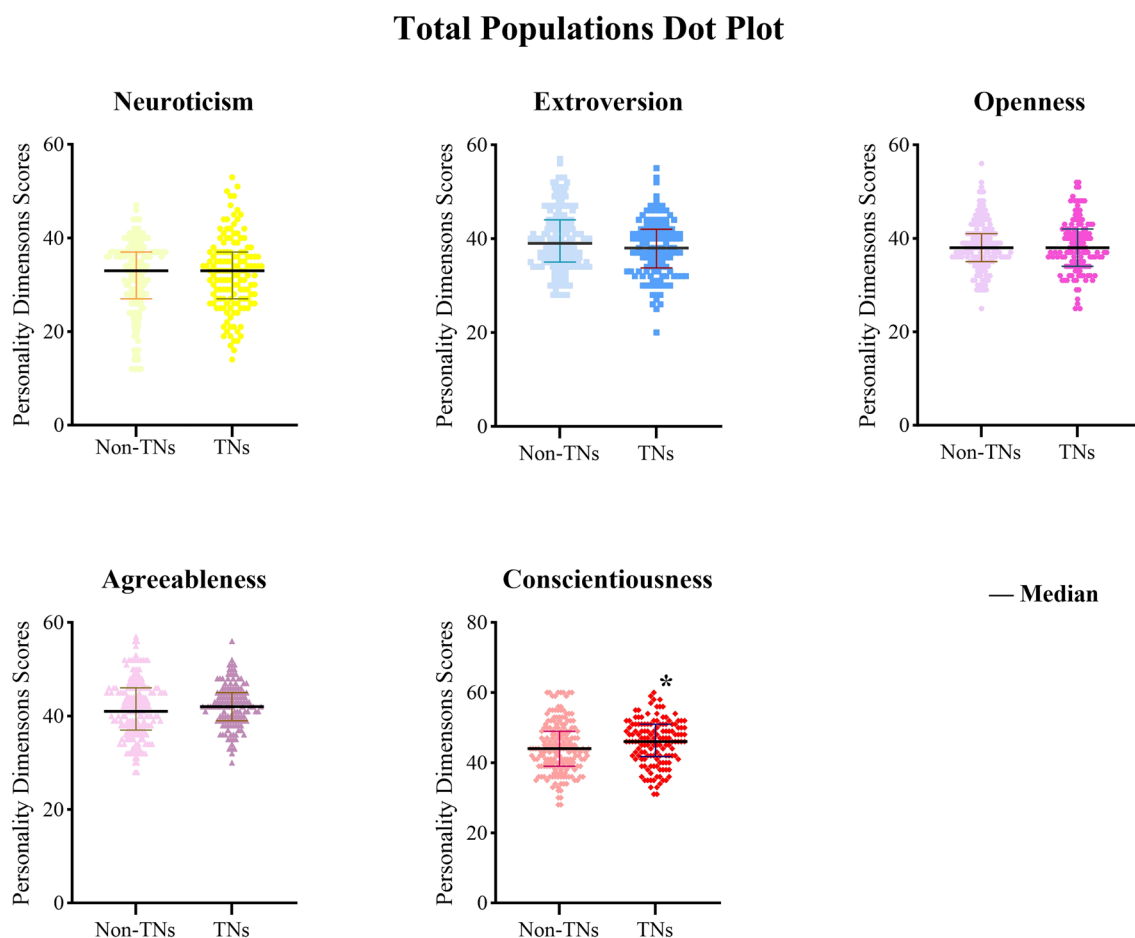 Total Populations Dot Plot
Neuroticism
Personality Dimensons Scores
60
40
20
0
Non-TNs
TNs
Extroversion
Personality Dimensons Scores
60
40
20
0
Non-TNs
TNs
Openness
Personality Dimensons Scores
60
40
20
0
Non-TNs
TNs
Agreeableness
Personality Dimensons Scores
60
40
20
0
Non-TNs
TNs
Conscientiousness
Personality Dimensons Scores
80
60
40
20
0
*
Non-TNs
TNs
— Median